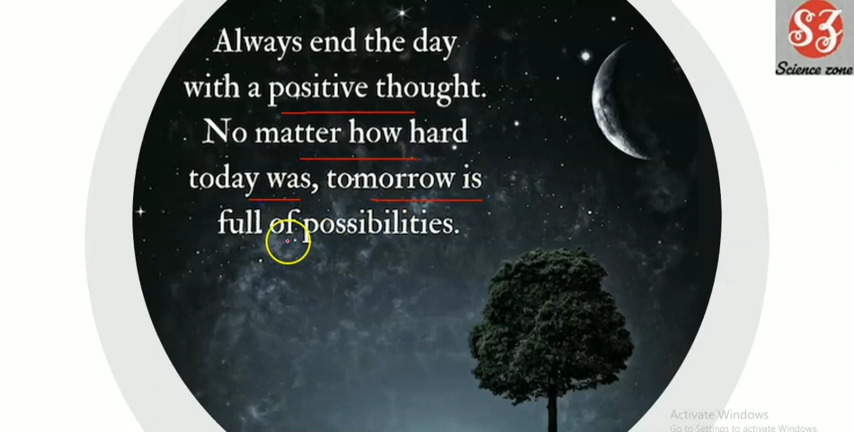 Always end the day
with a positive thought.
No matter how hard
today was, tomorrow is
full of possibilities.
SZ
Science zone
Activate Windows
Go to Settings to activate Windows.